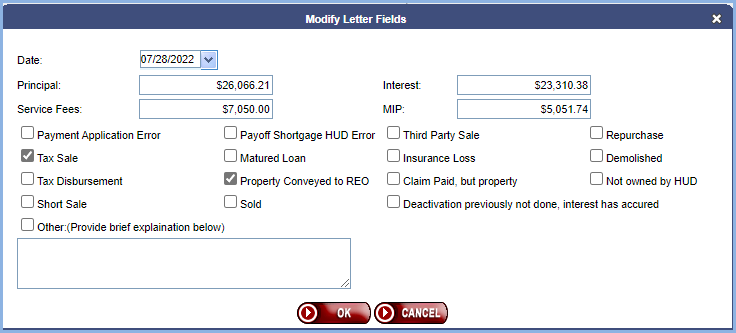 Modify Letter Fields
Date: 07/28/2022
Principal: $26,066.21 Interest: $23,310.38
Service Fees: $7,050.00 MIP: $5,051.74
Payment Application Error Payoff Shortgage HUD Error Third Party Sale Repurchase
Tax Sale Matured Loan Insurance Loss Demolished
Tax Disbursement Property Conveyed to REO Claim Paid, but property Not owned by HUD
Short Sale Sold Deactivation previously not done, interest has accured
Other:(Provide brief explaination below)
OK CANCEL